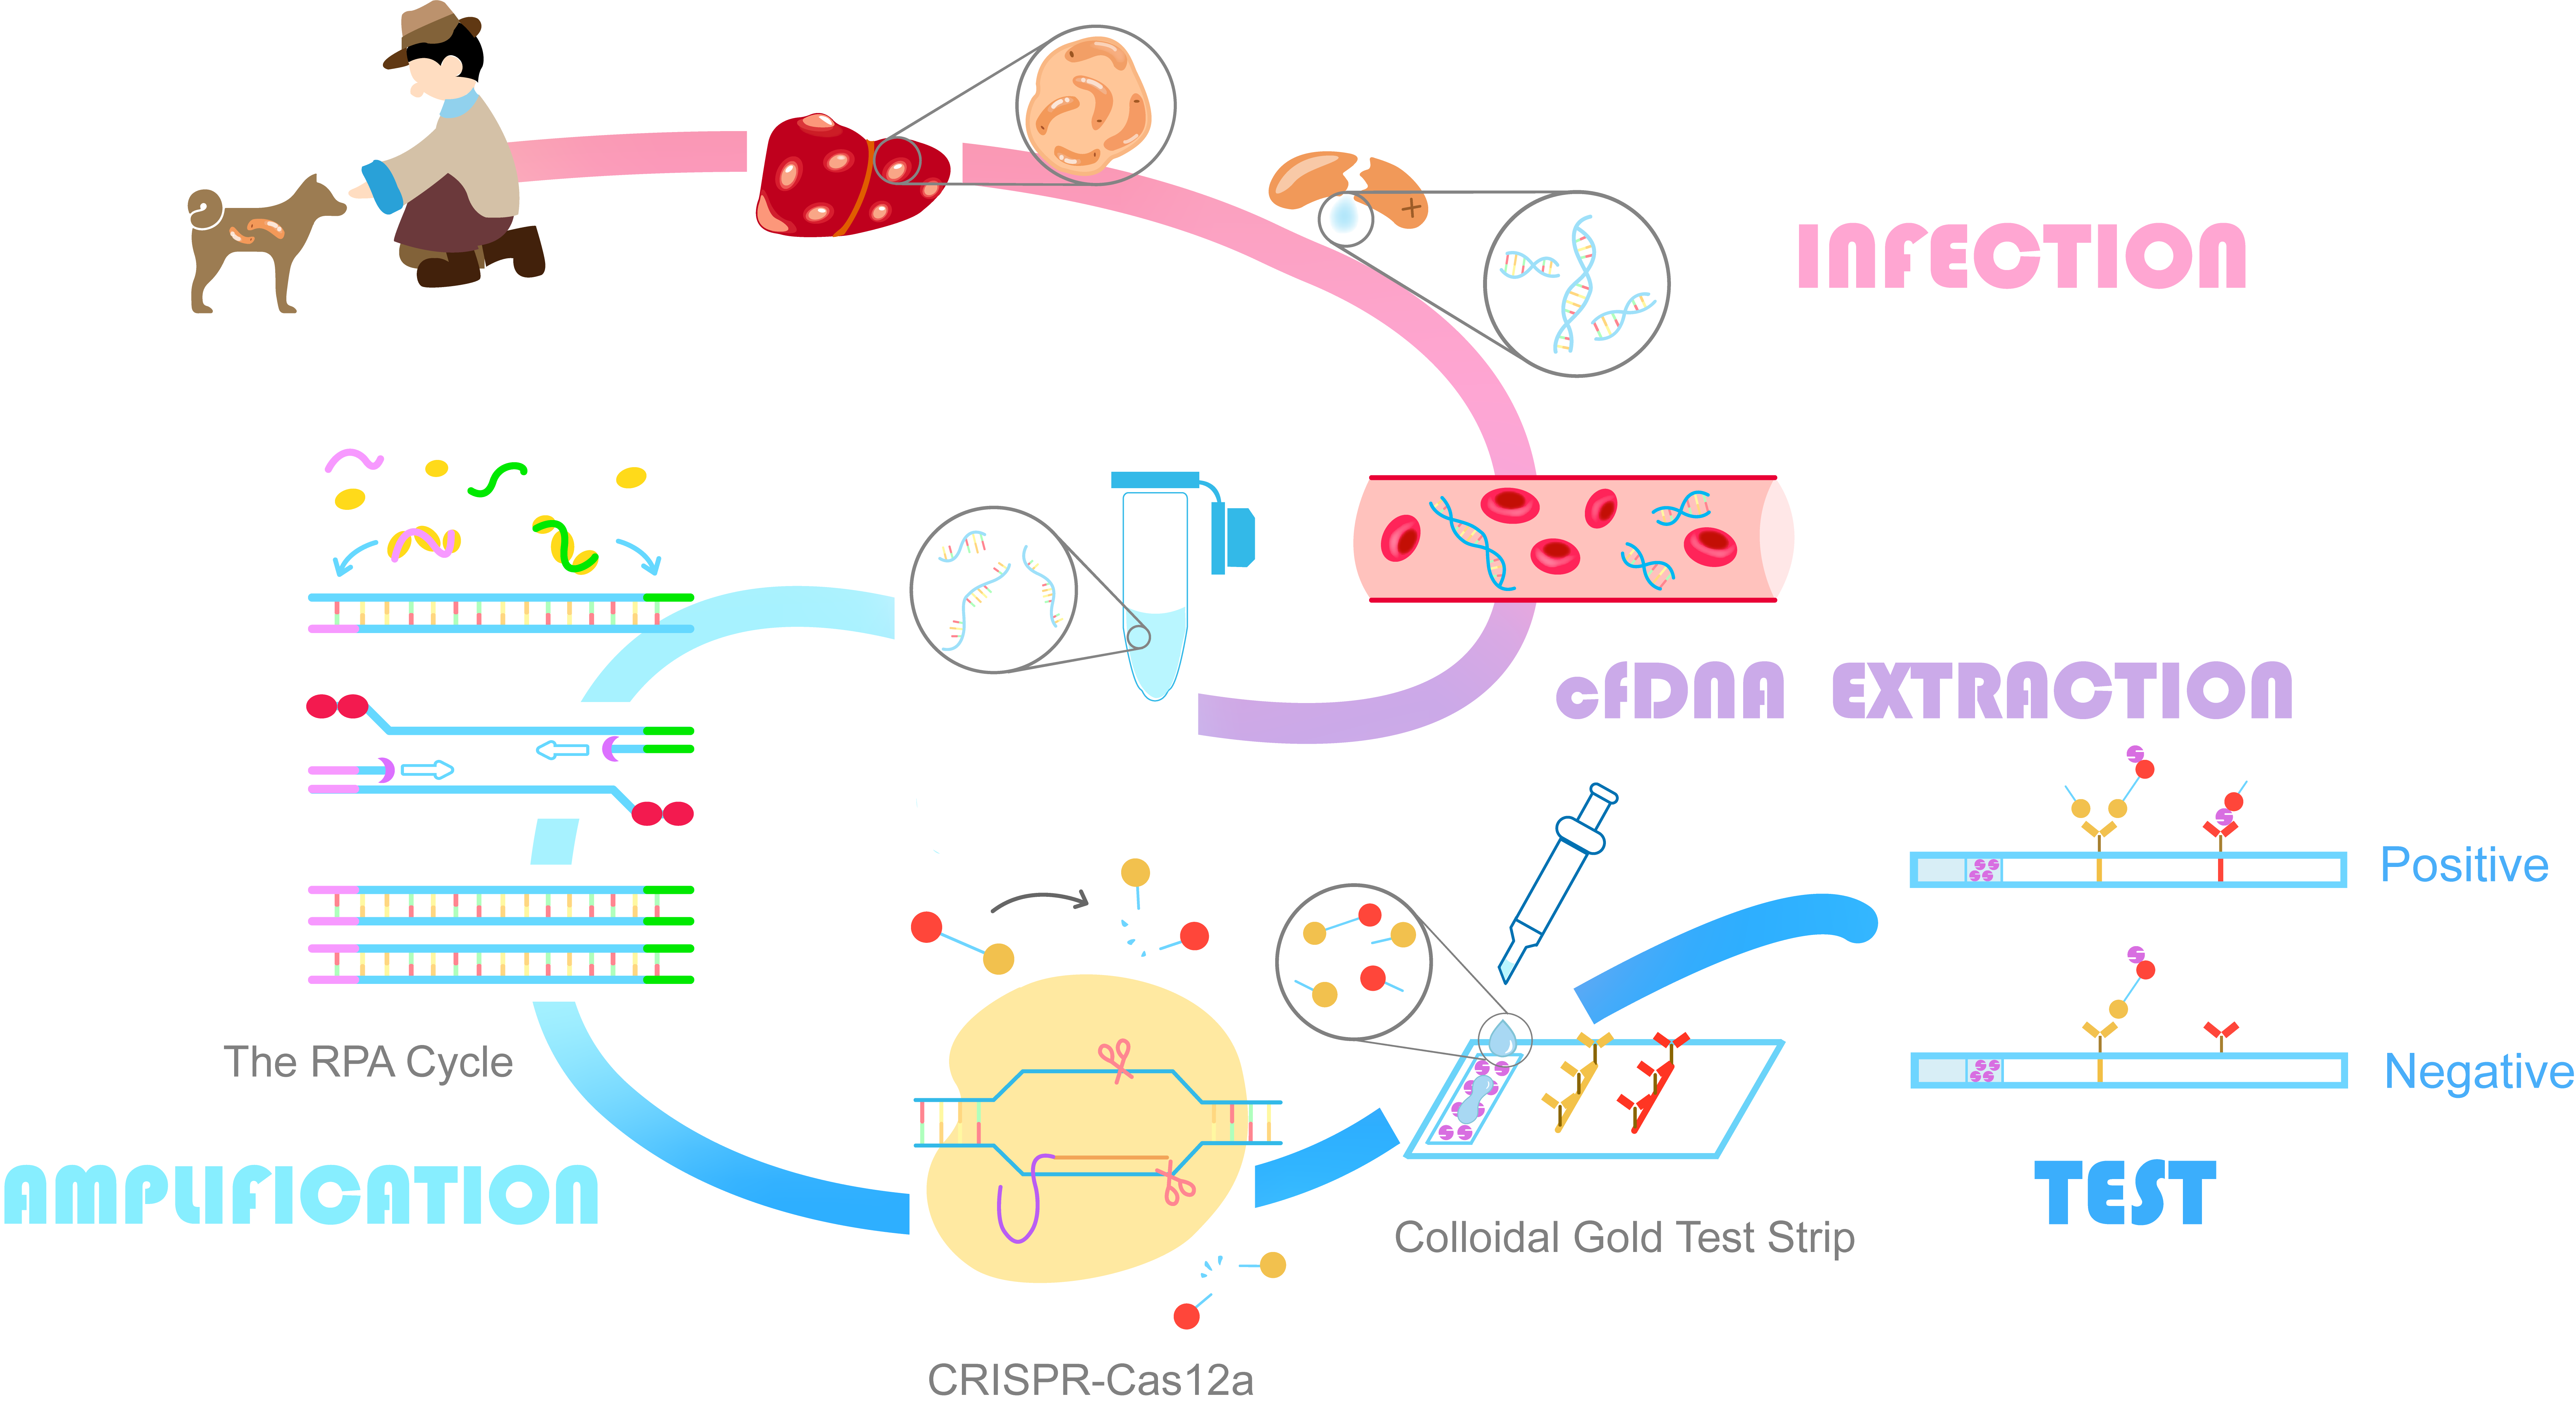 INFECTION
cfDNA EXTRACTION
Positive
Negative
The RPA Cycle
AMPLIFICATION
TEST
Colloidal Gold Test Strip
CRISPR-Cas12a